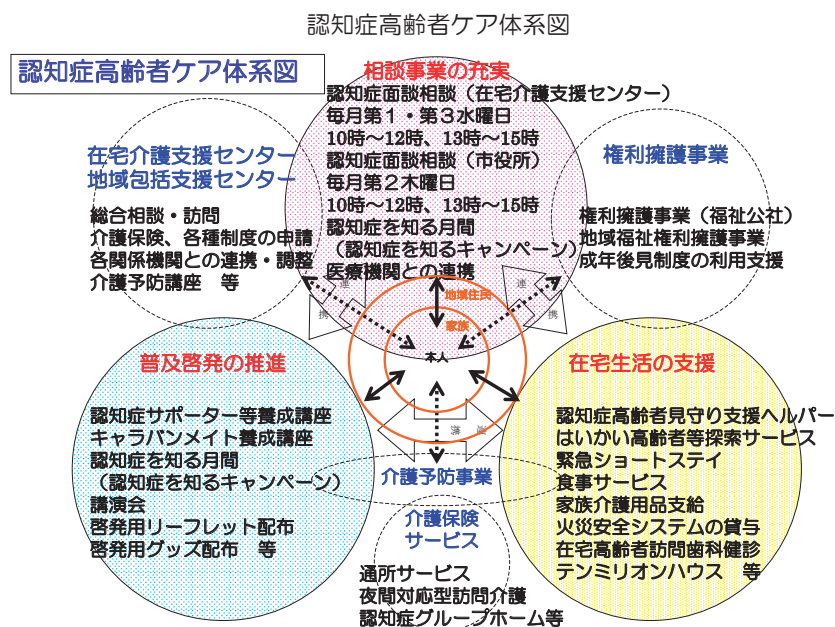 認知症高齢者ケア体系図
認知症高齢者ケア体系図
相談事業の充実
認知症面談相談（在宅介護支援センター）
毎月第１・第３水曜日
10時～12時、13時～15時
認知症面談相談（市役所）
毎月第２木曜日
10時～12時、13時～15時
認知症を知る月間
（認知症を知るキャンペーン）
医療機関との連携
在宅介護支援センター
地域包括支援センター
総合相談・訪問
介護保険、各種制度の申請
各関係機関との連携・調整
介護予防講座　等
権利擁護事業
権利擁護事業（福祉公社）
地域福祉権利擁護事業
成年後見制度の利用支援
連
携
連
携
地域住民
家族
本人
連
携
普及啓発の推進
認知症サポーター等養成講座
キャラバンメイト養成講座
認知症を知る月間
（認知症を知るキャンペーン）
講演会
啓発用リーフレット配布
啓発用グッズ配布　等
在宅生活の支援
認知症高齢者見守り支援ヘルパー
はいかい高齢者等探索サービス
緊急ショートステイ
食事サービス
家族介護用品支給
火災安全システムの貸与
在宅高齢者訪問歯科健診
テンミリオンハウス　等
介護予防事業
介護保険
サービス
通所サービス
夜間対応型訪問介護
認知症グループホーム等